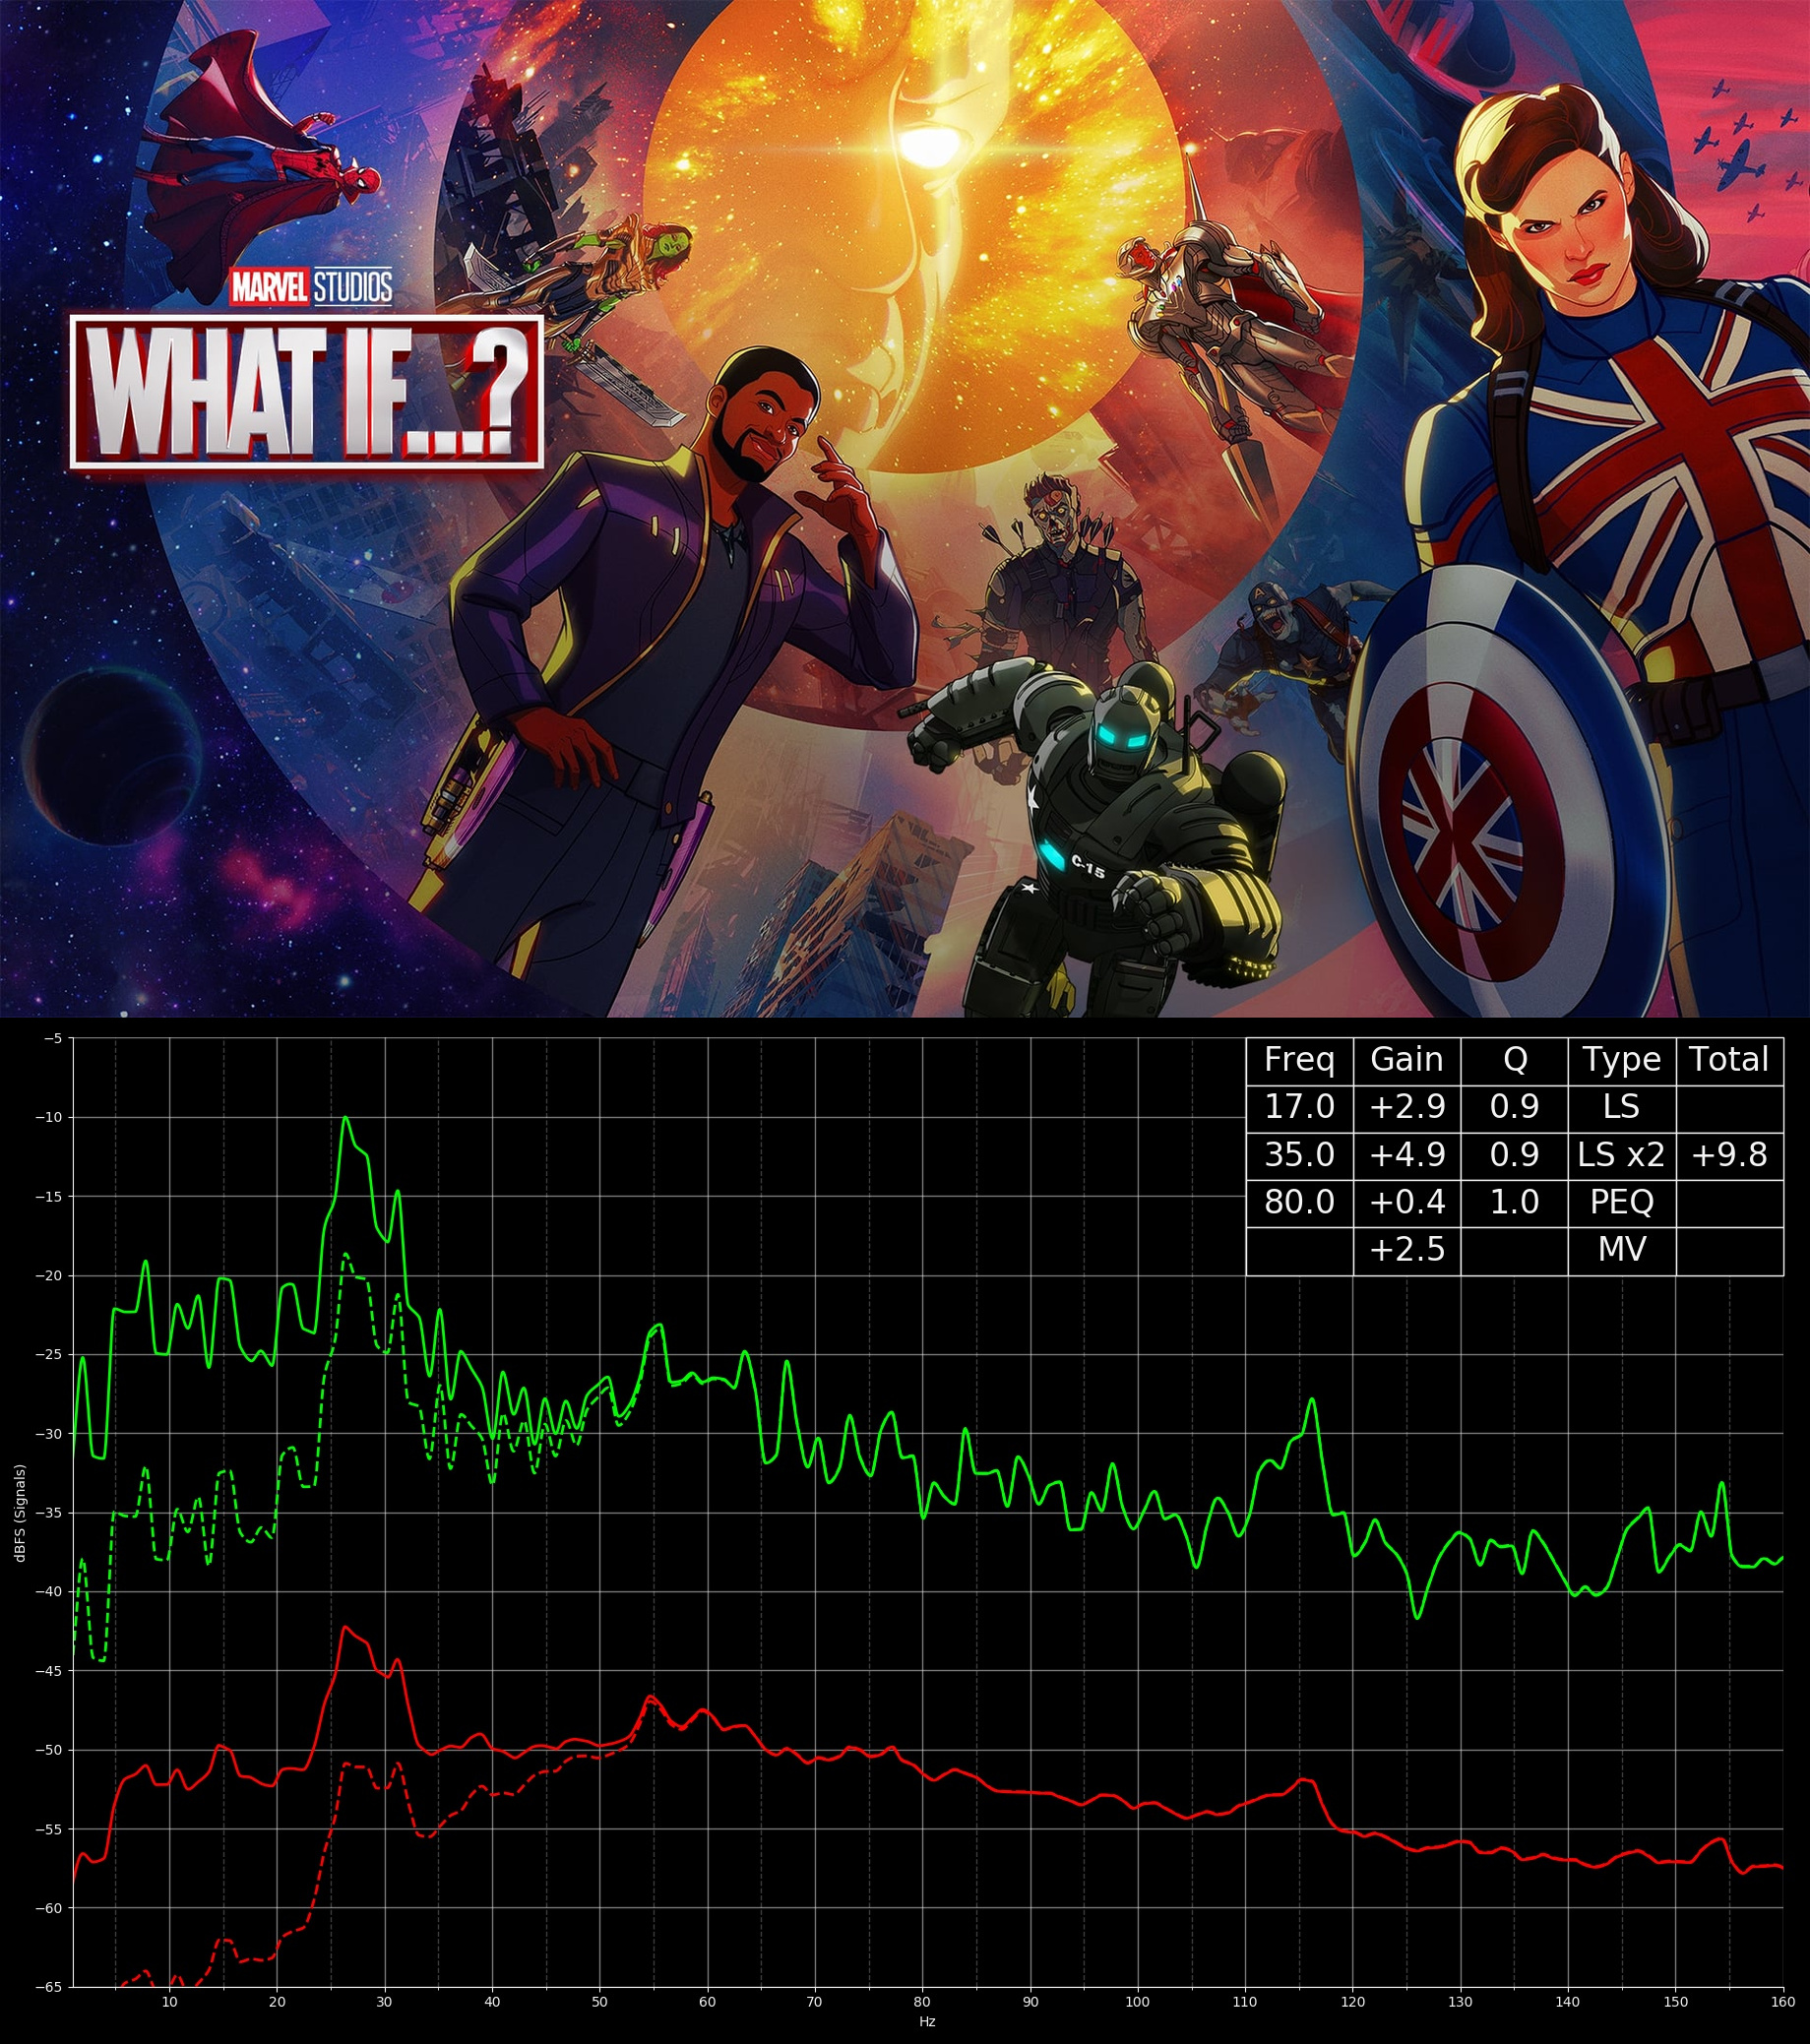 MARVEL STUDIOS
WHAT IF...?
C-15
A
Freq Gain Q Type Total
17.0 +2.9 0.9 LS
35.0 +4.9 0.9 LS x2 +9.8
80.0 +0.4 1.0 PEQ
+2.5 MV
−5
−10
−15
−20
−25
−30
−35
−40
−45
−50
−55
−60
−65
dBFS (Signals)
10 20 30 40 50 60 70 80 90 100 110 120 130 140 150 160
Hz